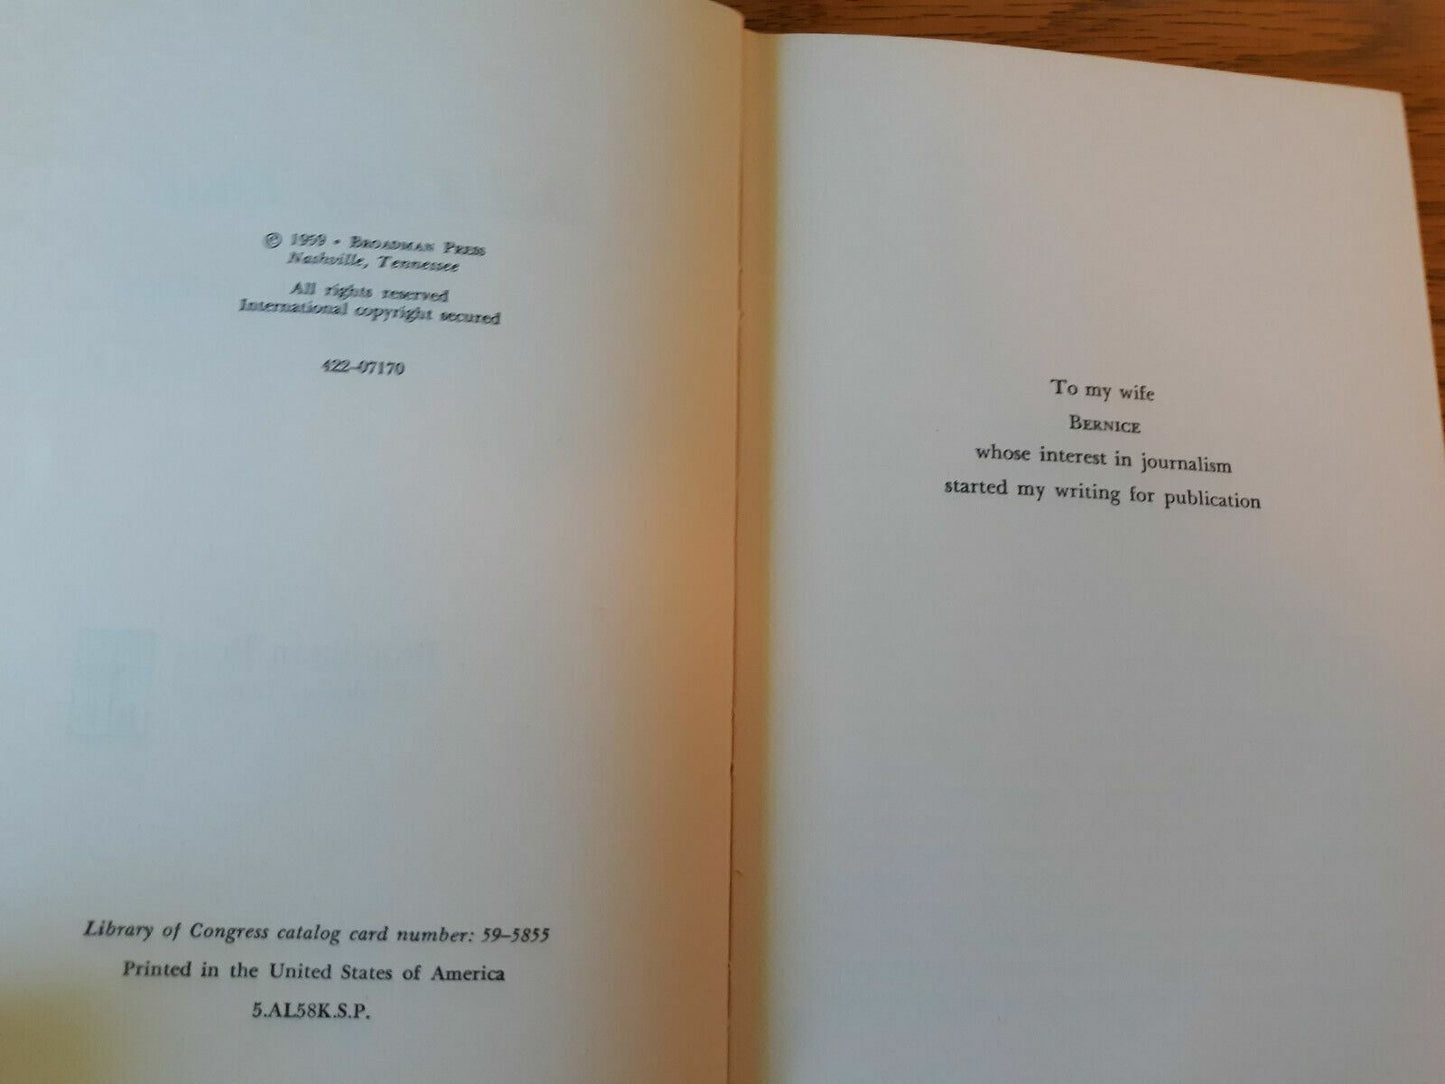 © 1959 • BROADMAN PRESS
Nashville, Tennessee
All rights reserved
International copyright secured
422–07170
Library of Congress catalog card number: 59–5855
Printed in the United States of America
5.AL58K.S.P.
To my wife
BERNICE
whose interest in journalism
started my writing for publication